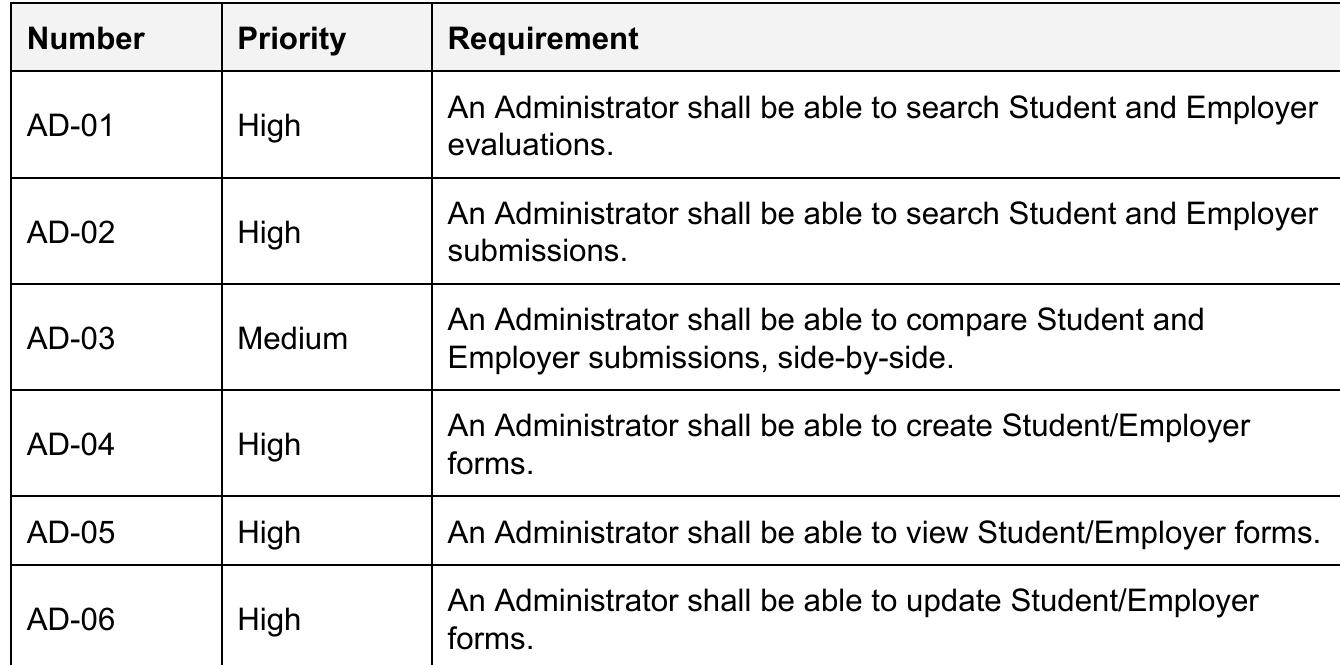 Number Priority Requirement
AD-01 High An Administrator shall be able to search Student and Employer
evaluations.
AD-02 High An Administrator shall be able to search Student and Employer
submissions.
AD-03 Medium An Administrator shall be able to compare Student and
Employer submissions, side-by-side.
AD-04 High An Administrator shall be able to create Student/Employer
forms.
AD-05 High An Administrator shall be able to view Student/Employer forms.
AD-06 High An Administrator shall be able to update Student/Employer
forms.